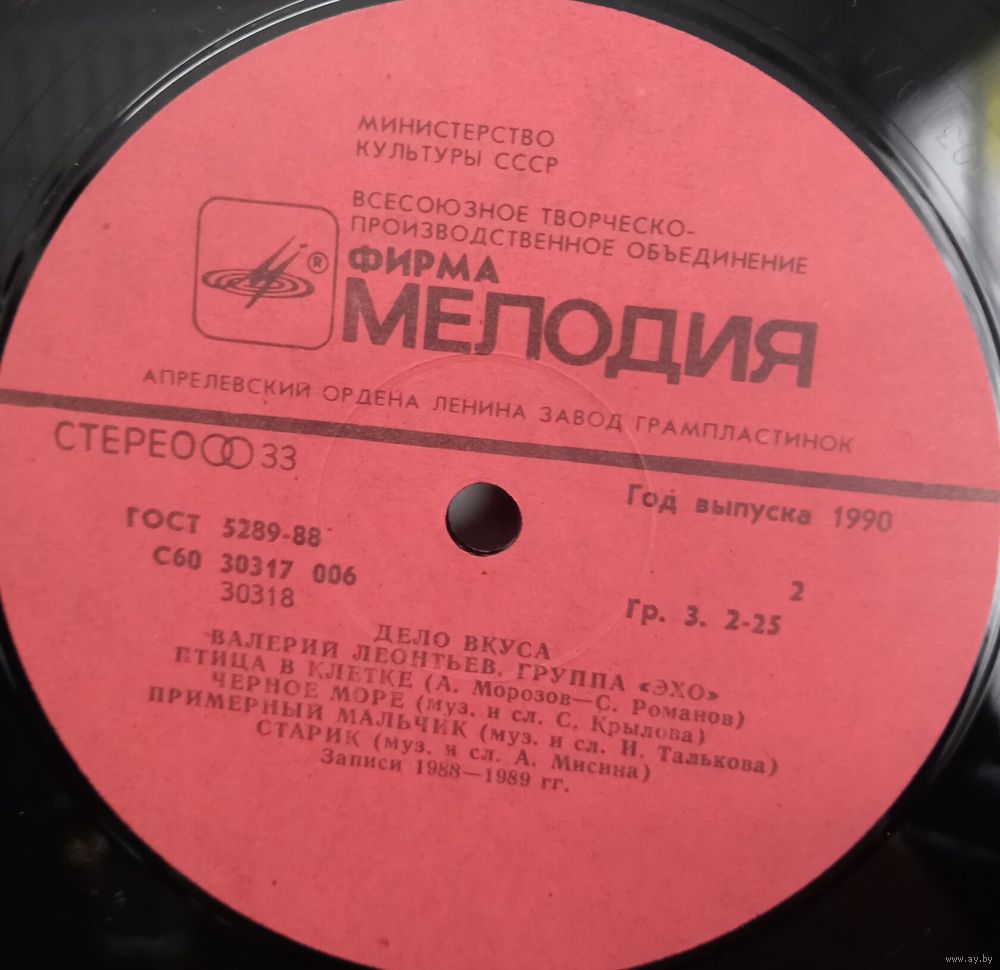 МИНИСТЕРСТВО
КУЛЬТУРЫ СССР
ВСЕСОЮЗНОЕ ТВОРЧЕСКО-
ПРОИЗВОДСТВЕННОЕ ОБЪЕДИНЕНИЕ
ФИРМА
®
МЕЛОДИЯ
АПРЕЛЕВСКИЙ ОРДЕНА ЛЕНИНА ЗАВОД ГРАМПЛАСТИНОК
СТЕРЕО 33
Год выпуска 1990
ГОСТ 5289-88
С60 30317 006
30318
2
Гр. 3. 2-25
ДЕЛО ВКУСА
ВАЛЕРИЙ ЛЕОНТЬЕВ. ГРУППА «ЭХО»
ПТИЦА В КЛЕТКЕ (А. Морозов—С. Романов)
ЧЕРНОЕ МОРЕ (муз. и сл. С. Крылова)
ПРИМЕРНЫЙ МАЛЬЧИК (муз. и сл. И. Талькова)
СТАРИК (муз. и сл. А. Мисина)
Записи 1988—1989 гг.
www.ay.by